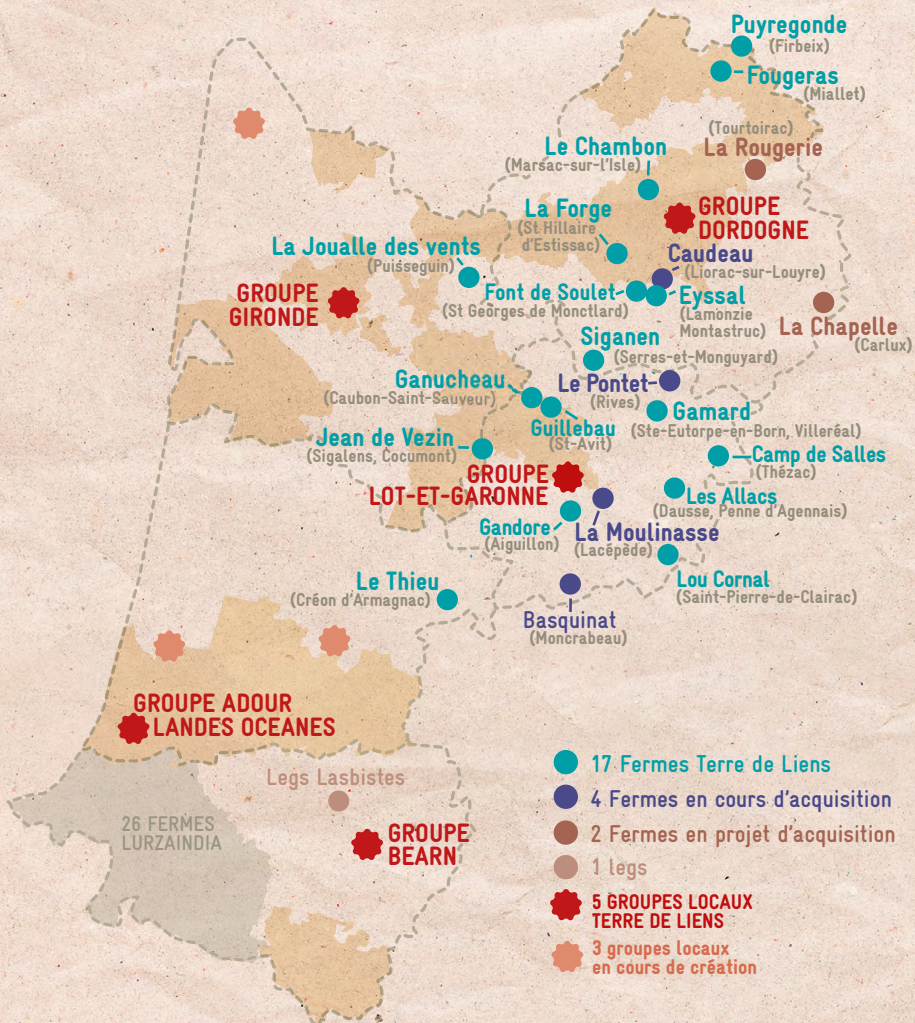 Puyregonde
(Firbeix)
Fougeras
(Miallet)
(Tourtoirac)
La Rougerie
Le Chambon
(Marsac-sur-l'Isle)
La Forge
(St Hillaire
d'Estissac)
GROUPE
DORDOGNE
Caudeau
(Liorac-sur-Louyre)
La Joualle des vents
(Puisseguin)
GROUPE
GIRONDE
Font de Soulet
(St Georges de Monctlard)
Eyssal
(Lamonzie
Montastruc)
La Chapelle
(Carlux)
Siganen
(Serres-et-Monguyard)
Le Pontet
(Rives)
Ganucheau
(Caubon-Saint-Sauveur)
Guillebau
(St-Avit)
Gamard
(Ste-Eutorpe-en-Born, Villeréal)
Jean de Vezin
(Sigalens, Cocumont)
Camp de Salles
(Thézac)
GROUPE
LOT-ET-GARONNE
Les Allacs
(Dausse, Penne d'Agennais)
Gandore
(Aiguillon)
La Moulinasse
(Lacépède)
Lou Cornal
(Saint-Pierre-de-Clairac)
Le Thieu
(Créon d'Armagnac)
Basquinat
(Moncrabeau)
GROUPE ADOUR
LANDES OCEANES
Legs Lasbistes
26 FERMES
LURZAINDIA
GROUPE
BEARN
17 Fermes Terre de Liens
4 Fermes en cours d'acquisition
2 Fermes en projet d'acquisition
1 legs
5 GROUPES LOCAUX
TERRE DE LIENS
3 groupes locaux
en cours de création